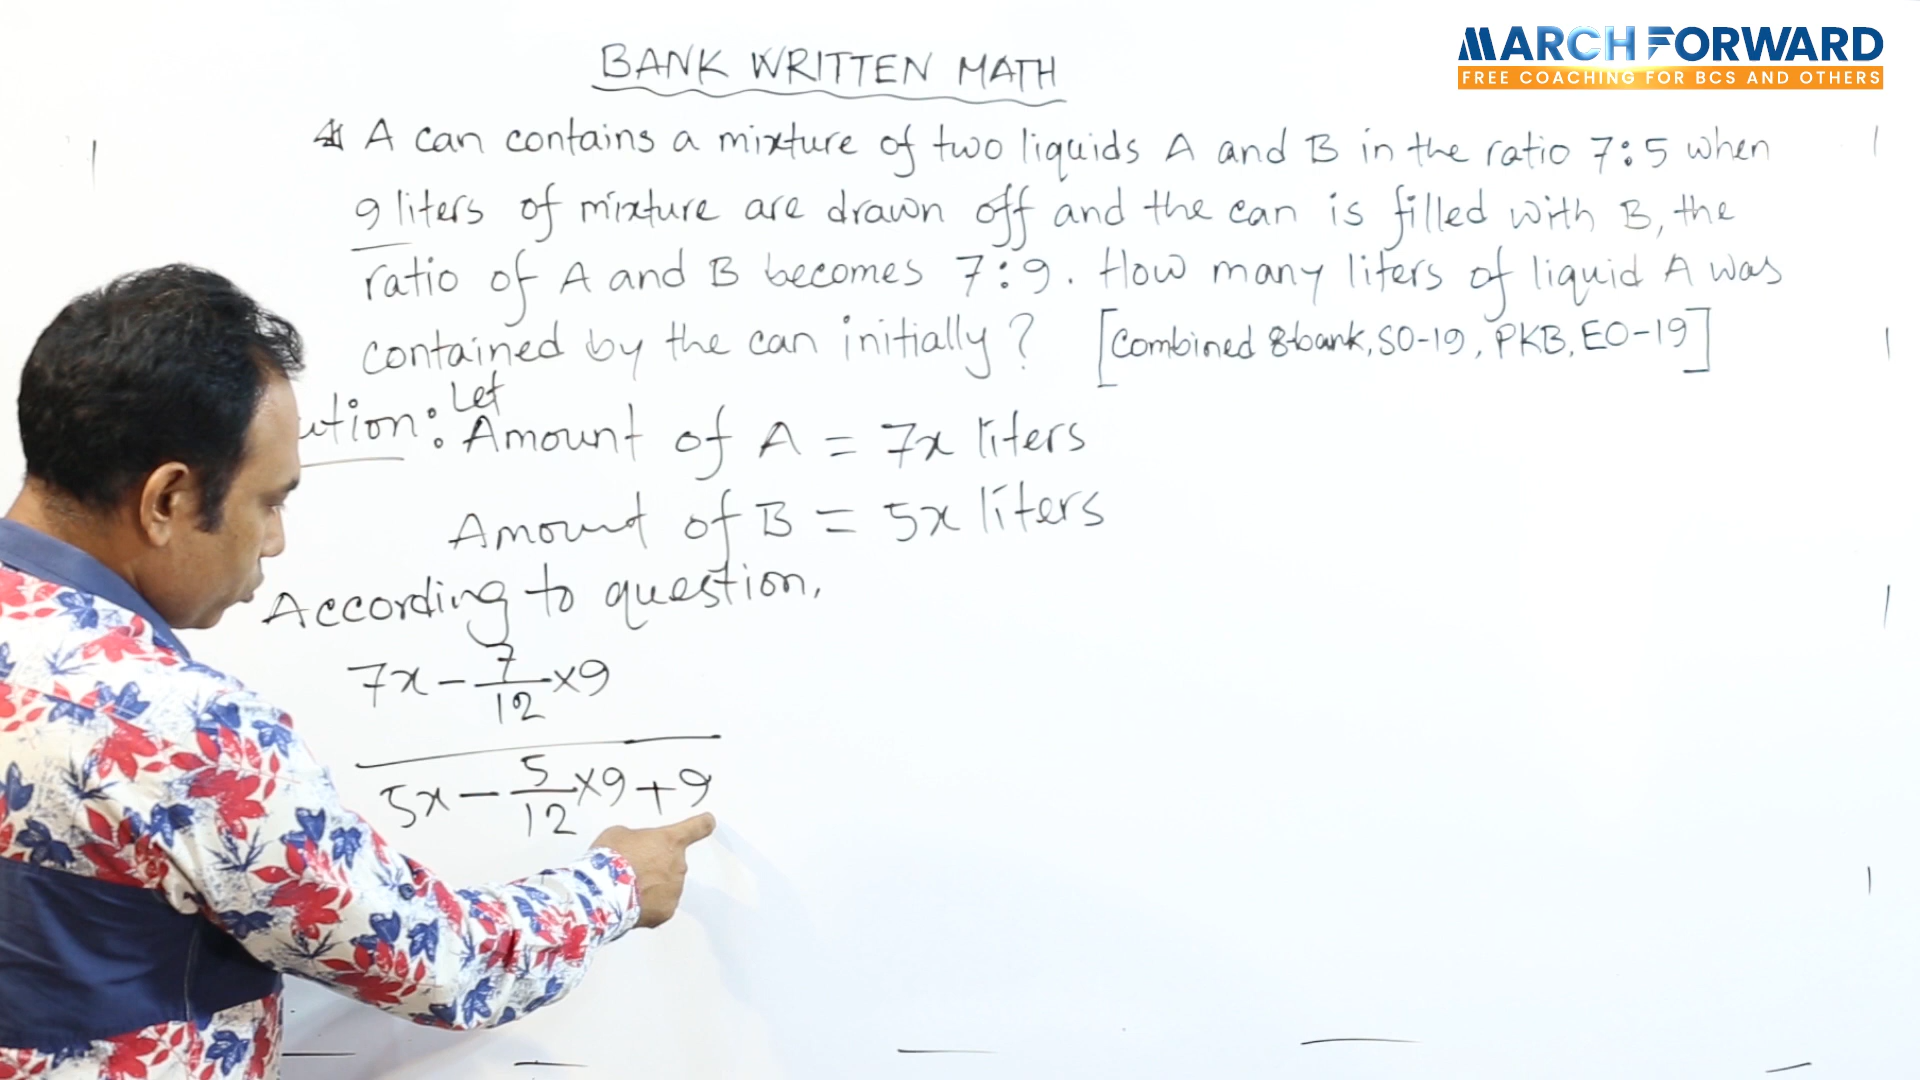 MARCH FORWARD
FREE COACHING FOR BCS AND OTHERS
BANK WRITTEN MATH
A can contains a mixture of two liquids A and B in the ratio 7:5 when
9 liters of mixture are drawn off and the can is filled with B, the
ratio of A and B becomes 7:9. How many liters of liquid A was
contained by the can initially? [Combined 8-bank, SO-19, PKB, EO-19]
ution: Let
Amount of A = 7x liters
Amount of B = 5x liters
According to question,
7x - 7/12 × 9
5x - 5/12 × 9 + 9